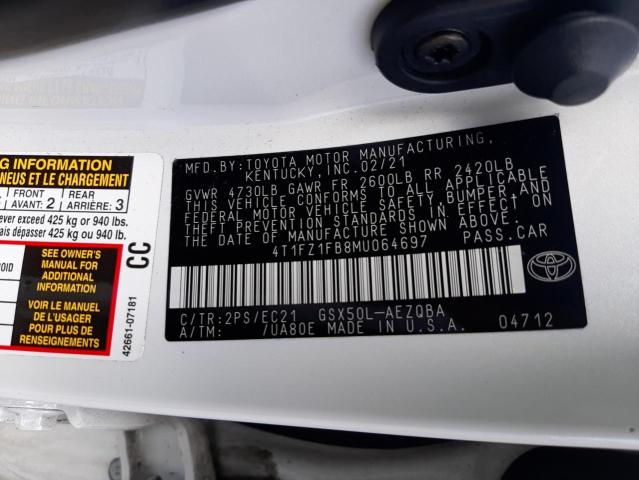 G INFORMATION
NEUS ET LE CHARGEMENT
FRONT
AVANT: 2
REAR
ARRIÈRE: 3
ever exceed 425 kg or 940 lbs.
ais dépasser 425 kg ou 940 lb.
SEE OWNER'S
MANUAL FOR
ADDITIONAL
INFORMATION
VOIR LE MANUEL
DE L'USAGER
POUR PLUS DE
RENSEIGNEMENTS
CC
42661-07181
MFD.BY:TOYOTA MOTOR MANUFACTURING,
KENTUCKY, INC. 02/21
GVWR 4730LB GAWR FR 2600LB RR 2420LB
THIS VEHICLE CONFORMS TO ALL APPLICABLE
FEDERAL MOTOR VEHICLE SAFETY, BUMPER, AND
THEFT PREVENTION STANDARDS IN EFFECT ON
THE DATE OF MANUFACTURE SHOWN ABOVE.
4T1FZ1FB8MU064697 PASS.CAR
C/TR:2PS/EC21 GSX50L-AEZQBA
A/TM: /UA80E MADE IN U.S.A. 04712
TOYOTA